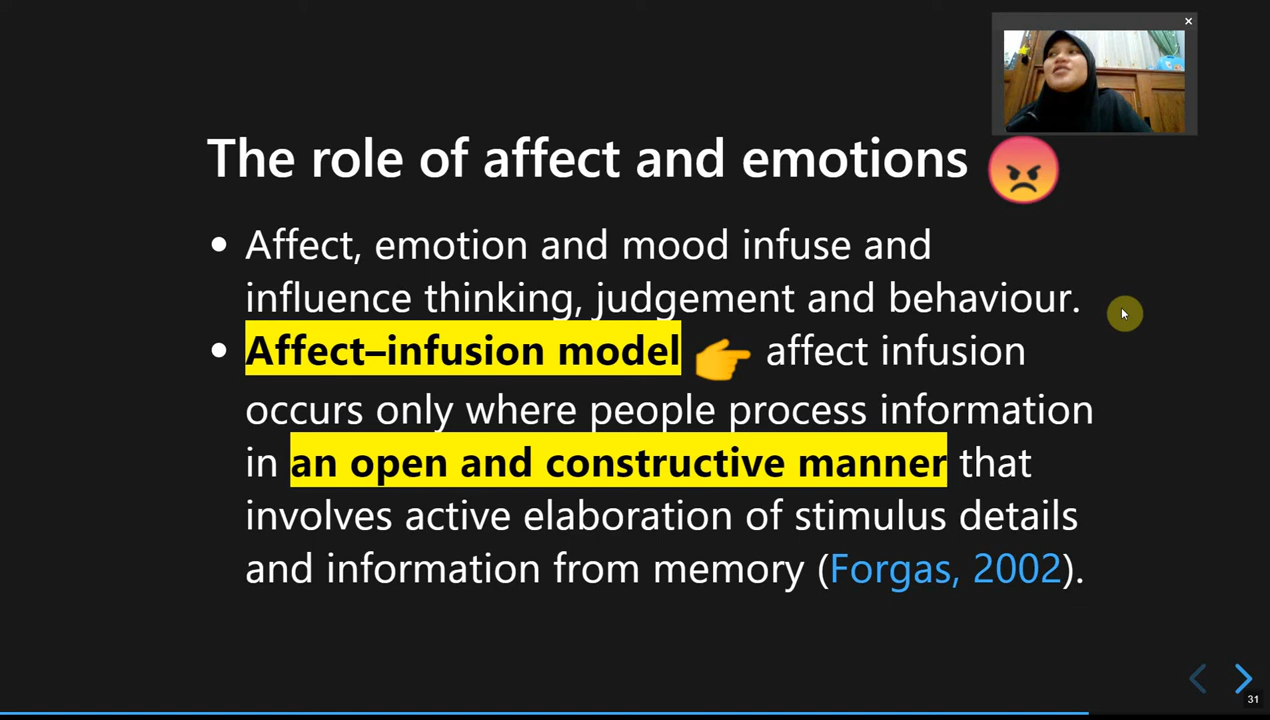 The role of affect and emotions 😡
• Affect, emotion and mood infuse and
influence thinking, judgement and behaviour.
• Affect–infusion model 👉 affect infusion
occurs only where people process information
in an open and constructive manner that
involves active elaboration of stimulus details
and information from memory (Forgas, 2002).
31